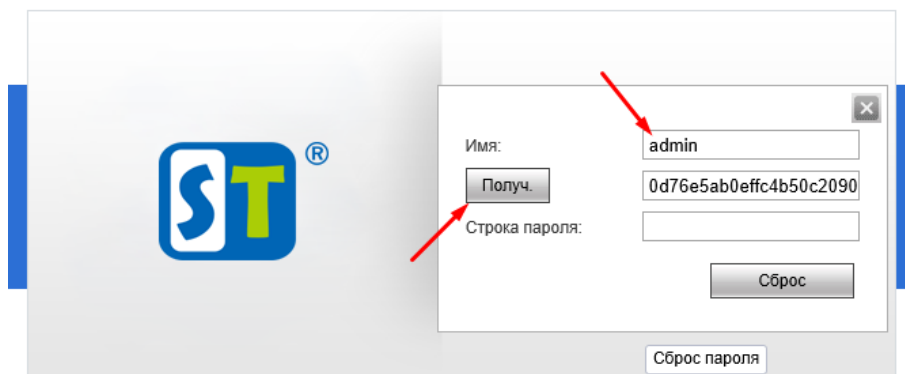 ST®
Имя:
admin
Получ.
0d76e5ab0effc4b50c2090
Строка пароля:
Сброс
Сброс пароля